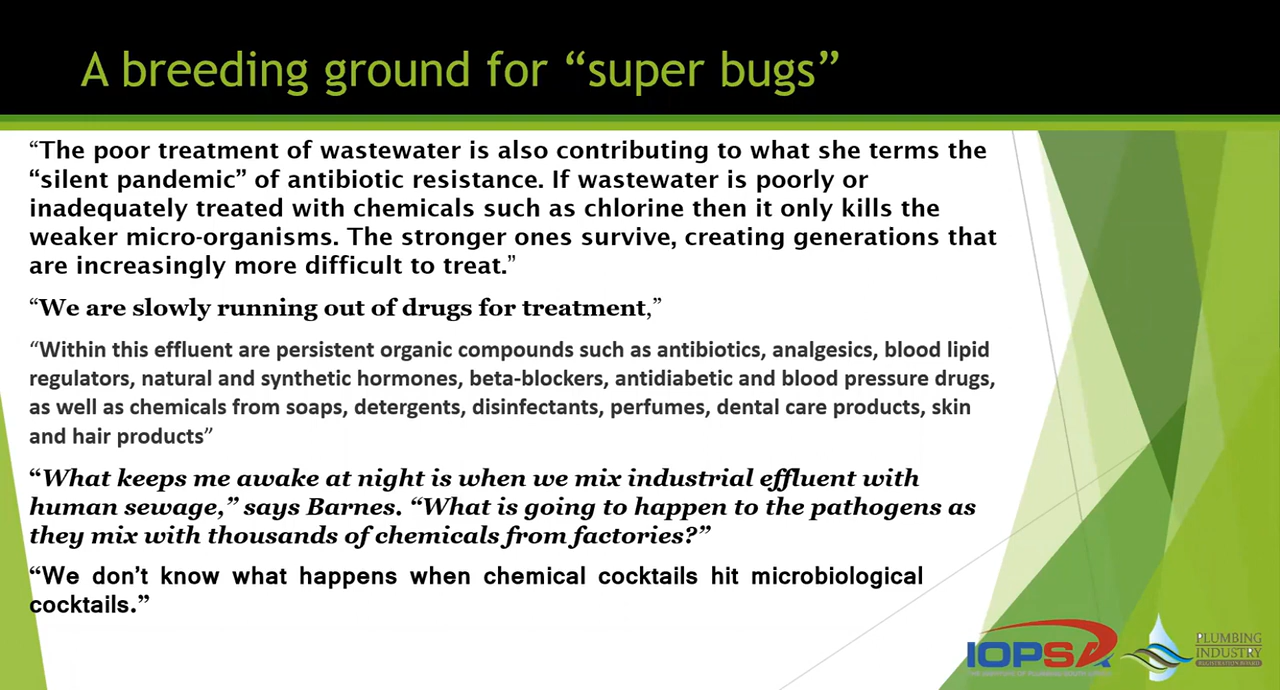 A breeding ground for “super bugs”
“The poor treatment of wastewater is also contributing to what she terms the
“silent pandemic” of antibiotic resistance. If wastewater is poorly or
inadequately treated with chemicals such as chlorine then it only kills the
weaker micro-organisms. The stronger ones survive, creating generations that
are increasingly more difficult to treat.”
“We are slowly running out of drugs for treatment,”
“Within this effluent are persistent organic compounds such as antibiotics, analgesics, blood lipid
regulators, natural and synthetic hormones, beta-blockers, antidiabetic and blood pressure drugs,
as well as chemicals from soaps, detergents, disinfectants, perfumes, dental care products, skin
and hair products”
“What keeps me awake at night is when we mix industrial effluent with
human sewage,” says Barnes. “What is going to happen to the pathogens as
they mix with thousands of chemicals from factories?”
“We don’t know what happens when chemical cocktails hit microbiological
cocktails.”
IOPSA
THE INSTITUTE OF PLUMBING SOUTH AFRICA
PLUMBING
INDUSTRY
REGISTRATION BOARD